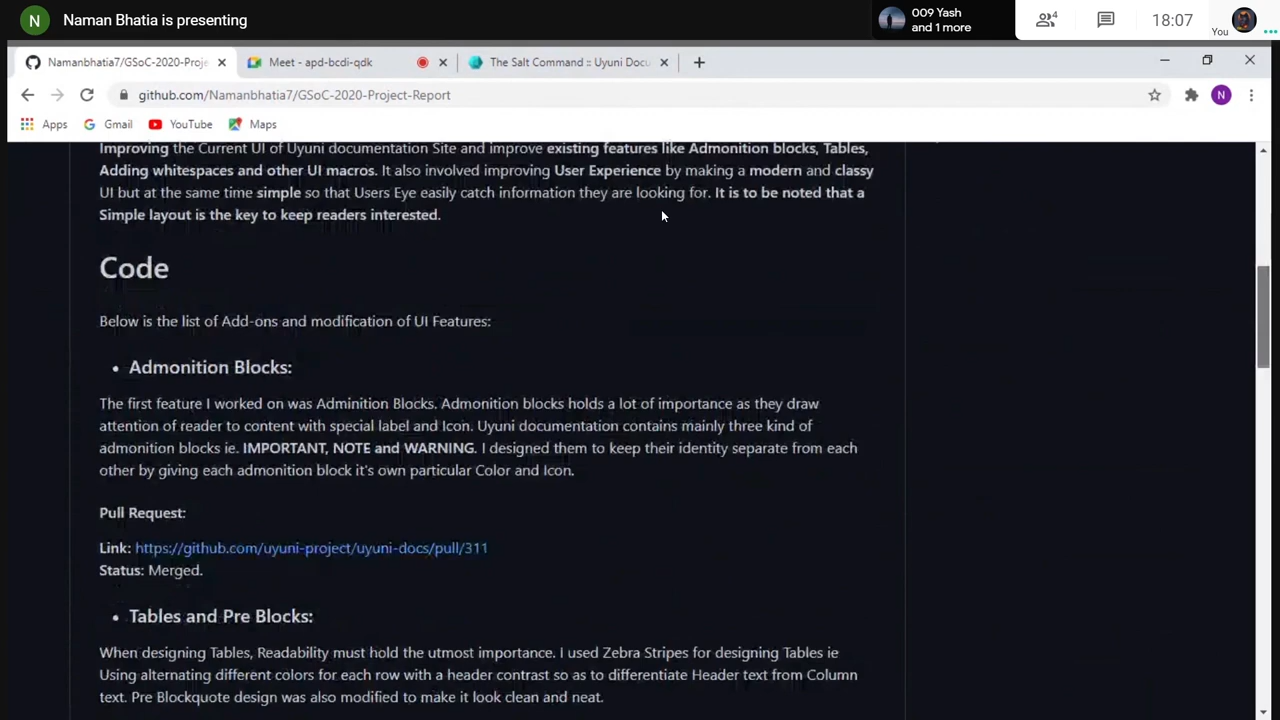 N Naman Bhatia is presenting
009 Yash
and 1 more
4
18:07
You
Namanbhatia7/GSoC-2020-Proje
Meet - apd-bcdi-qdk
The Salt Command :: Uyuni Docu
github.com/Namanbhatia7/GSoC-2020-Project-Report
N
Apps
Gmail
YouTube
Maps
Improving the Current UI of Uyuni documentation Site and improve existing features like Admonition blocks, Tables,
Adding whitespaces and other UI macros. It also involved improving User Experience by making a modern and classy
UI but at the same time simple so that Users Eye easily catch information they are looking for. It is to be noted that a
Simple layout is the key to keep readers interested.
Code
Below is the list of Add-ons and modification of UI Features:
• Admonition Blocks:
The first feature I worked on was Adminition Blocks. Admonition blocks holds a lot of importance as they draw
attention of reader to content with special label and Icon. Uyuni documentation contains mainly three kind of
admonition blocks ie. IMPORTANT, NOTE and WARNING. I designed them to keep their identity separate from each
other by giving each admonition block it's own particular Color and Icon.
Pull Request:
Link: https://github.com/uyuni-project/uyuni-docs/pull/311
Status: Merged.
• Tables and Pre Blocks:
When designing Tables, Readability must hold the utmost importance. I used Zebra Stripes for designing Tables ie
Using alternating different colors for each row with a header contrast so as to differentiate Header text from Column
text. Pre Blockquote design was also modified to make it look clean and neat.